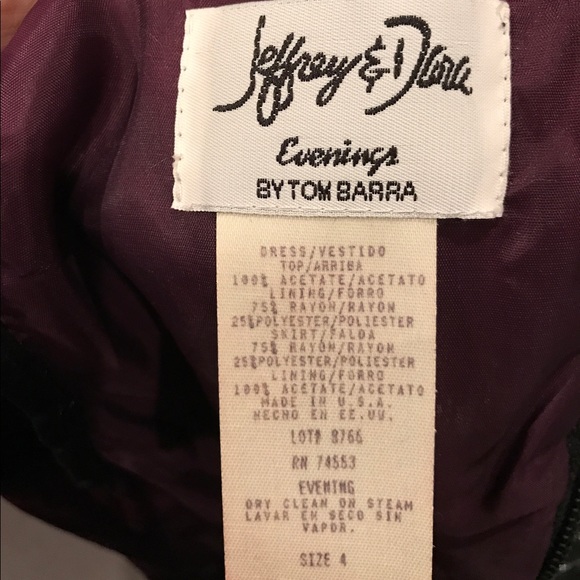 Jeffrey & Dara
Evenings
BY TOM BARRA
DRESS/VESTIDO
TOP/ARRIBA
100% ACETATE/ACETATO
LINING/FORRO
75% RAYON/RAYON
25%POLYESTER/POLIESTER
SKIRT/FALDA
75% RAYON/RAYON
25%POLYESTER/POLIESTER
LINING/FORRO
100% ACETATE/ACETATO
MADE IN U.S.A.
HECHO EN EE.UU.
LOT# 8766
RN 74553
EVENING
DRY CLEAN OR STEAM
LAVAR EN SECO SIN
VAPOR.
SIZE 4